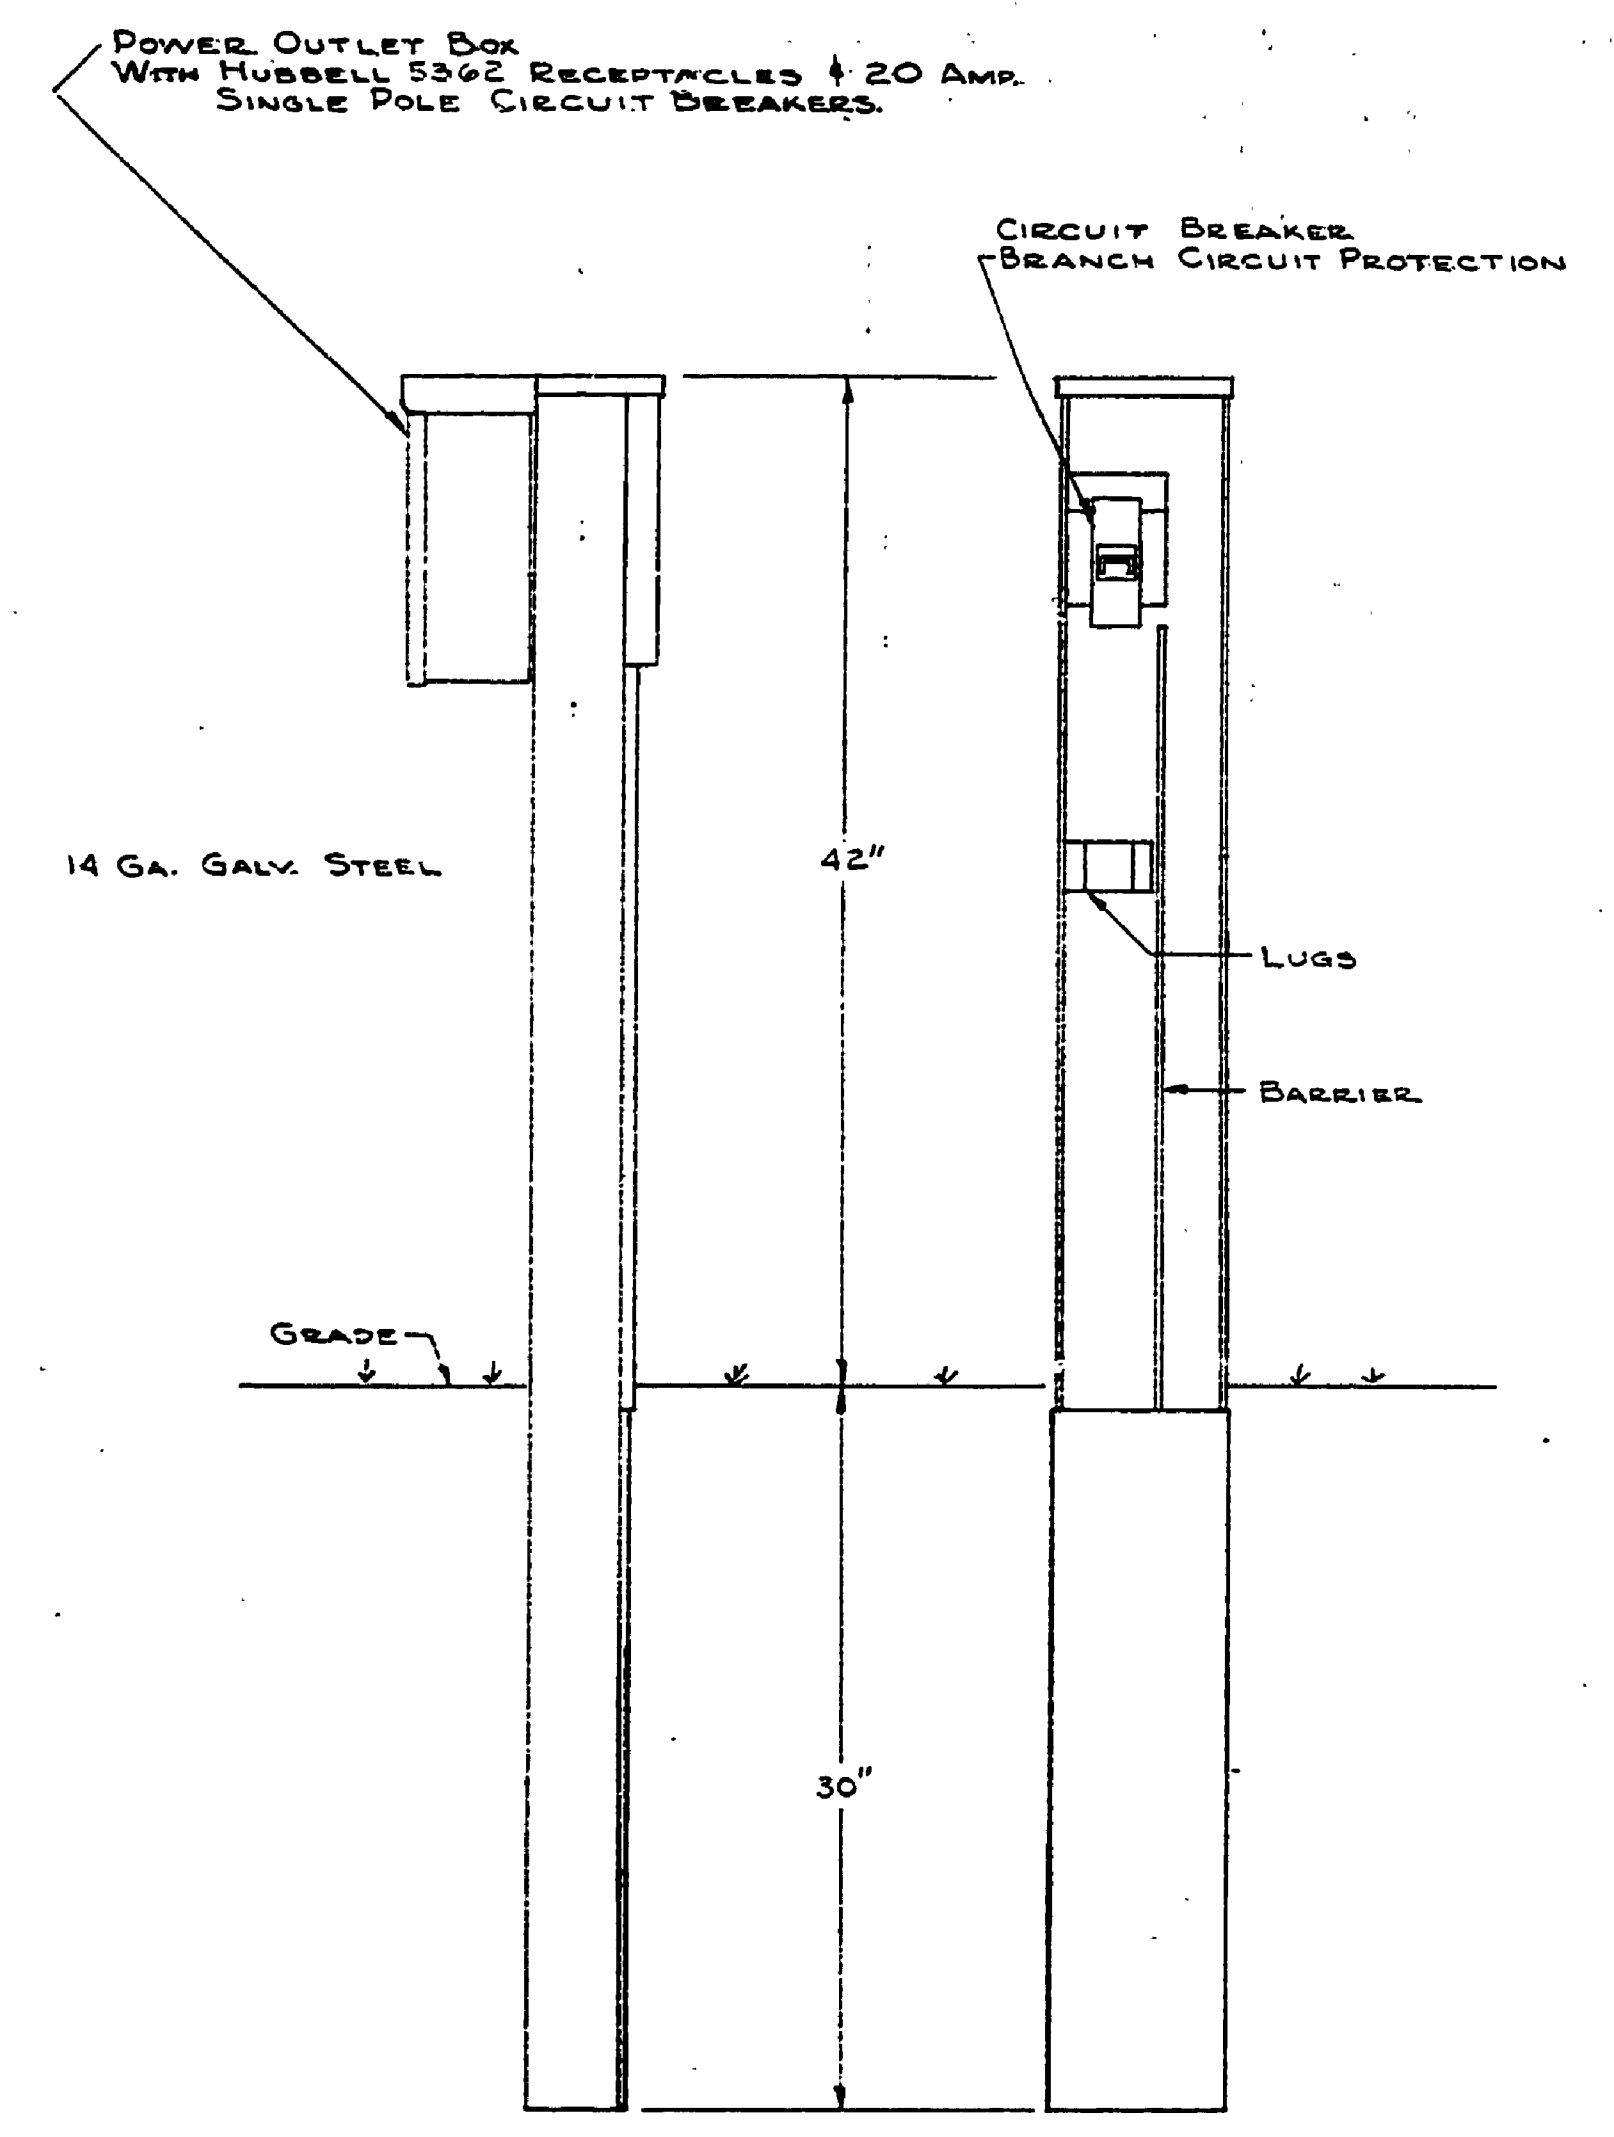 POWER OUTLET BOX
WITH HUBBELL 5362 RECEPTACLES & 20 AMP.
SINGLE POLE CIRCUIT BREAKERS.
CIRCUIT BREAKER
BRANCH CIRCUIT PROTECTION
14 GA. GALV. STEEL
42"
LUGS
BARRIER
GRADE
30"